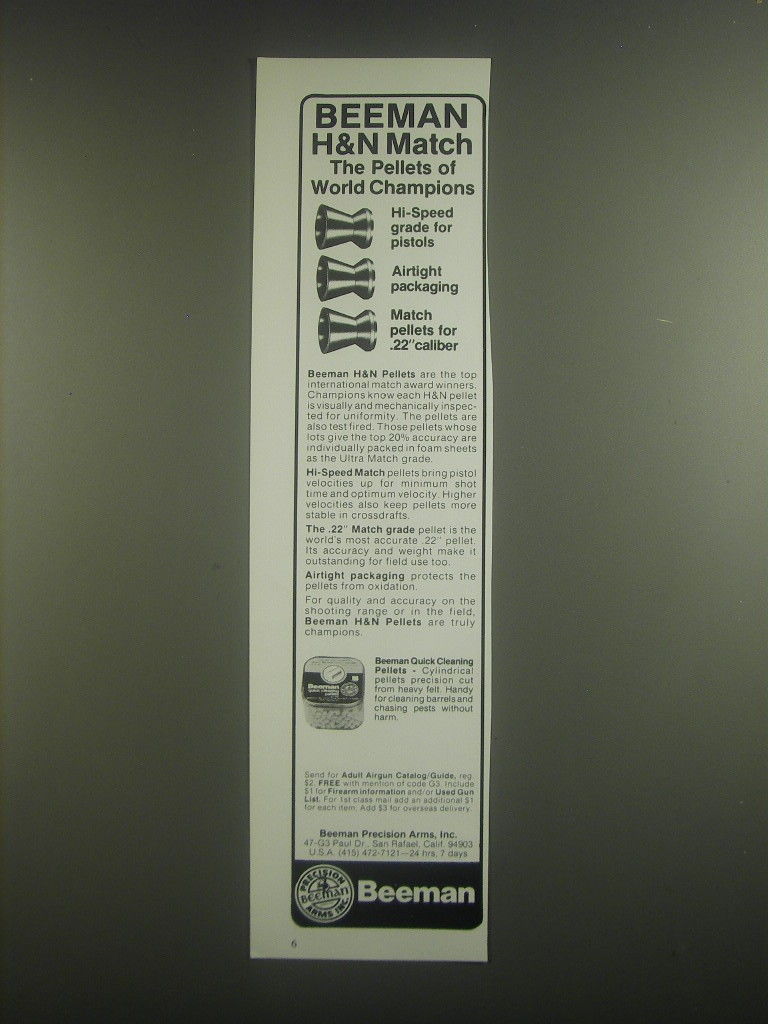 BEEMAN
H&N Match
The Pellets of
World Champions
Hi-Speed
grade for
pistols
Airtight
packaging
Match
pellets for
.22" caliber
Beeman H&N Pellets are the top
international match award winners.
Champions know each H&N pellet
is visually and mechanically inspec-
ted for uniformity. The pellets are
also test fired. Those pellets whose
lots give the top 20% accuracy are
individually packed in foam sheets
as the Ultra Match grade.
Hi-Speed Match pellets bring pistol
velocities up for minimum shot
time and optimum velocity. Higher
velocities also keep pellets more
stable in crossdrafts.
The .22" Match grade pellet is the
world's most accurate .22" pellet.
Its accuracy and weight make it
outstanding for field use too.
Airtight packaging protects the
pellets from oxidation.
For quality and accuracy on the
shooting range or in the field,
Beeman H&N Pellets are truly
champions.
Beeman
Beeman Quick Cleaning
Pellets - Cylindrical
pellets precision cut
from heavy felt. Handy
for cleaning barrels and
chasing pests without
harm.
Send for Adult Airgun Catalog/Guide, reg.
$2. FREE with mention of code G3. Include
$1 for Firearm information and/or Used Gun
List. For 1st class mail add an additional $1
for each item. Add $3 for overseas delivery.
Beeman Precision Arms, Inc.
47-G3 Paul Dr., San Rafael, Calif. 94903
U.S.A. (415) 472-7121—24 hrs, 7 days
PRECISION
BEEMAN
ARMS INC.
Beeman
6